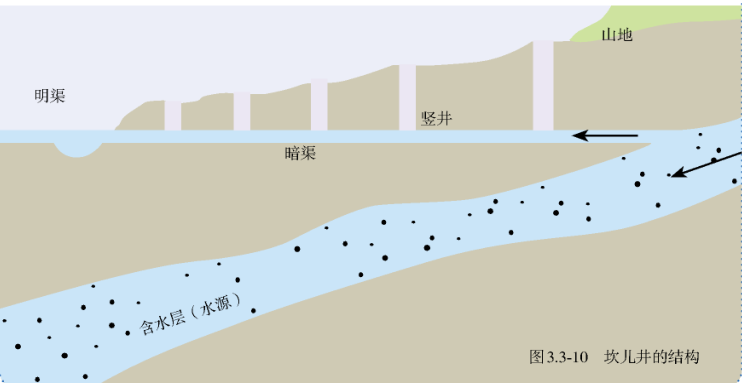 山地
明渠
竖井
暗渠
含水层（水源）
图3.3-10 坎儿井的结构